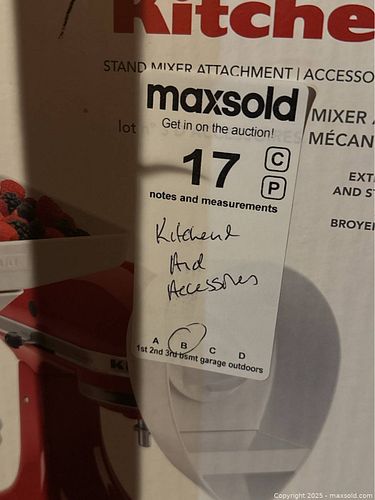 Kitche
STAND MIXER ATTACHMENT | ACCESSO
maxsold
MIXER
Get in on the auction!
lot
MÉCAN
17
C
P
EXT
AND S
notes and measurements
BROYE
Kitchend
Aid
Accessories
A B C D
1st 2nd 3rd bsmt garage outdoors
Copyright © 2025 - maxsold.com